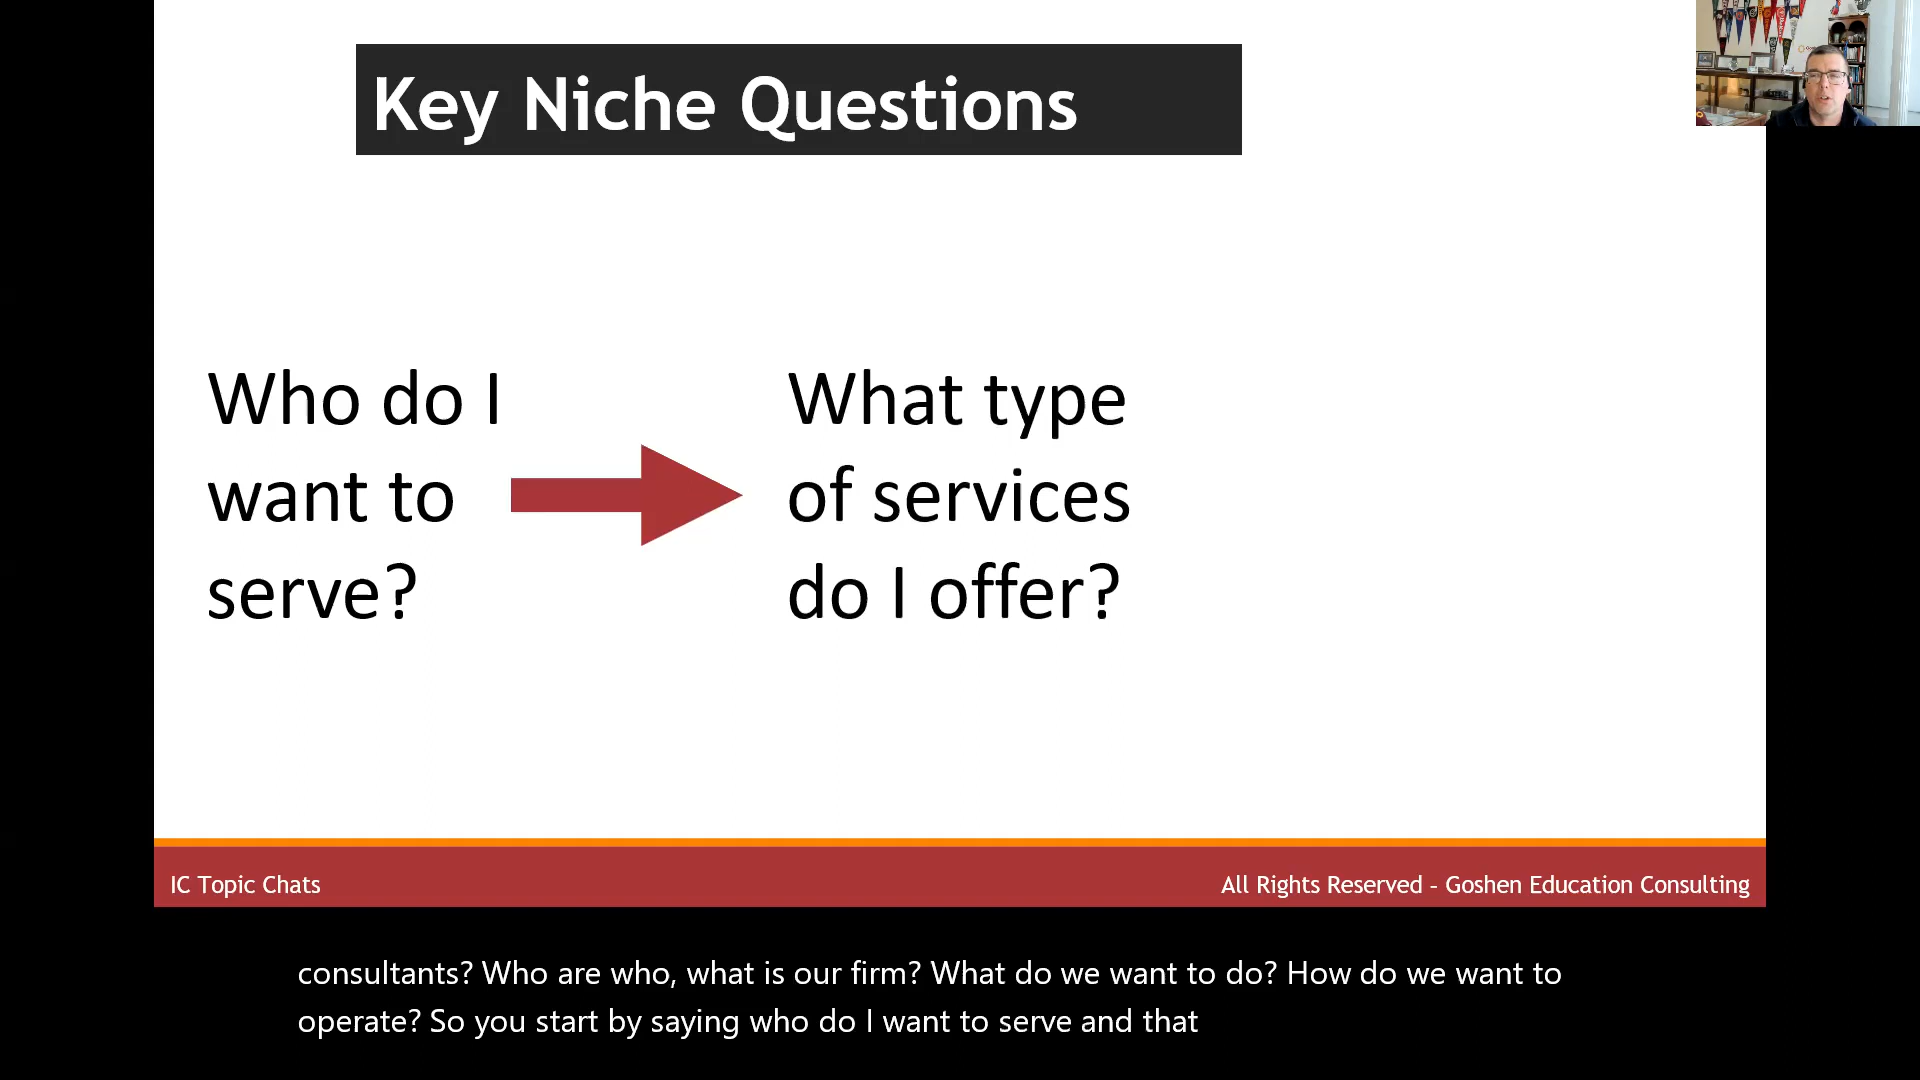 Key Niche Questions
Who do I
want to
serve?
What type
of services
do I offer?
IC Topic Chats
All Rights Reserved – Goshen Education Consulting
consultants? Who are who, what is our firm? What do we want to do? How do we want to
operate? So you start by saying who do I want to serve and that